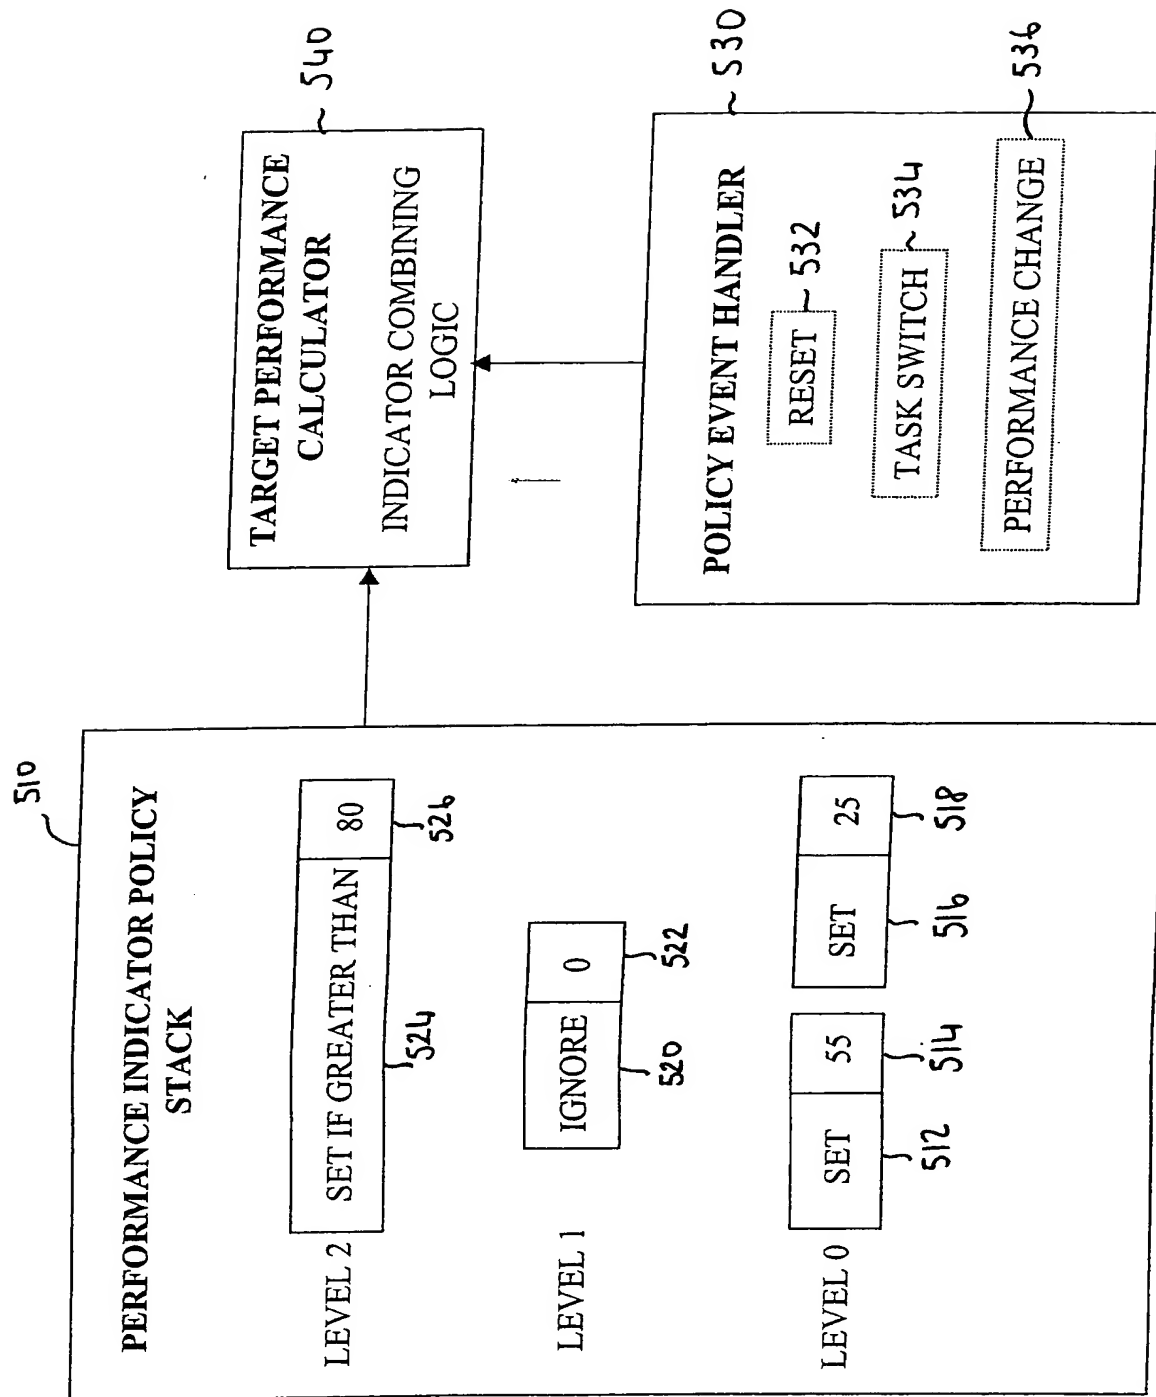 510
PERFORMANCE INDICATOR POLICY
STACK
LEVEL 2
SET IF GREATER THAN
80
524
526
LEVEL 1
IGNORE
0
520
522
LEVEL 0
SET
55
SET
25
512
514
516
518
TARGET PERFORMANCE
CALCULATOR
INDICATOR COMBINING
LOGIC
540
POLICY EVENT HANDLER
530
RESET
532
TASK SWITCH
534
PERFORMANCE CHANGE
536